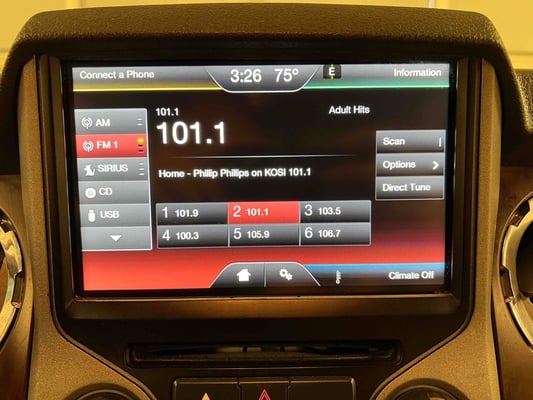 Connect a Phone
3:26 75°
E
Information
AM
FM 1
SIRIUS
CD
USB
101.1
Adult Hits
101.1
Home - Phillip Phillips on KOSI 101.1
1 101.9
2 101.1
3 103.5
4 100.3
5 105.9
6 106.7
Scan
Options
Direct Tune
Climate Off